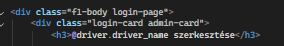 <div class="f1-body login-page">
<div class="login-card admin-card">
<h3>@driver.driver_name szerkesztése</h3>